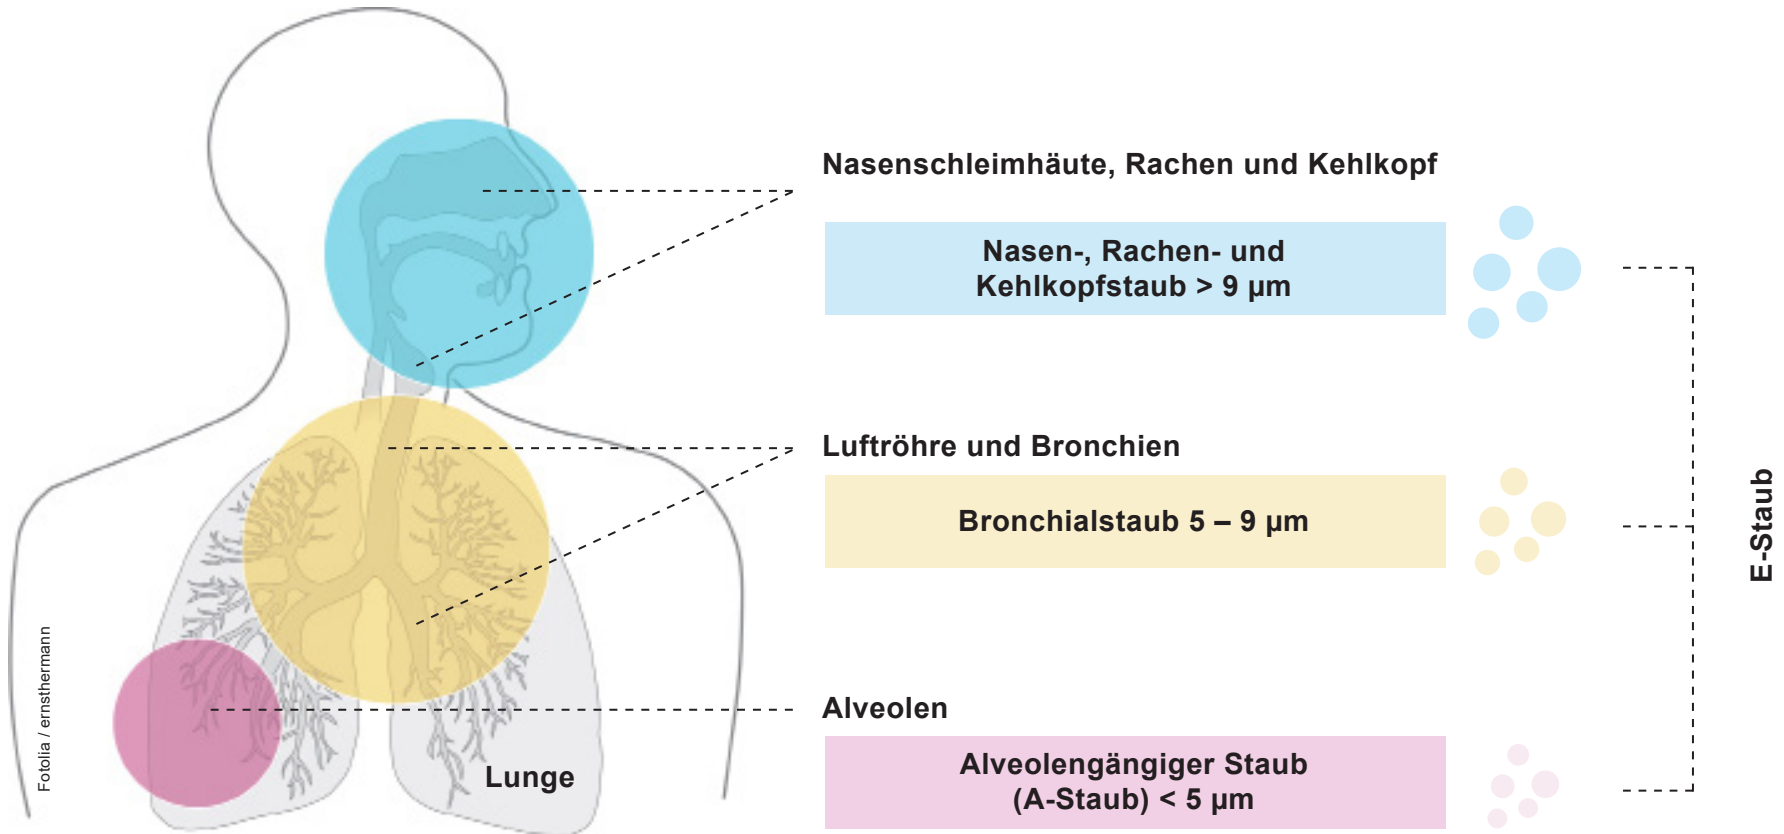 Nasenschleimhäute, Rachen und Kehlkopf
Nasen-, Rachen- und
Kehlkopfstaub > 9 µm
Luftröhre und Bronchien
Bronchialstaub 5 – 9 µm
E-Staub
Alveolen
Alveolengängiger Staub
(A-Staub) < 5 µm
Lunge
Fotolia / ernsthermann